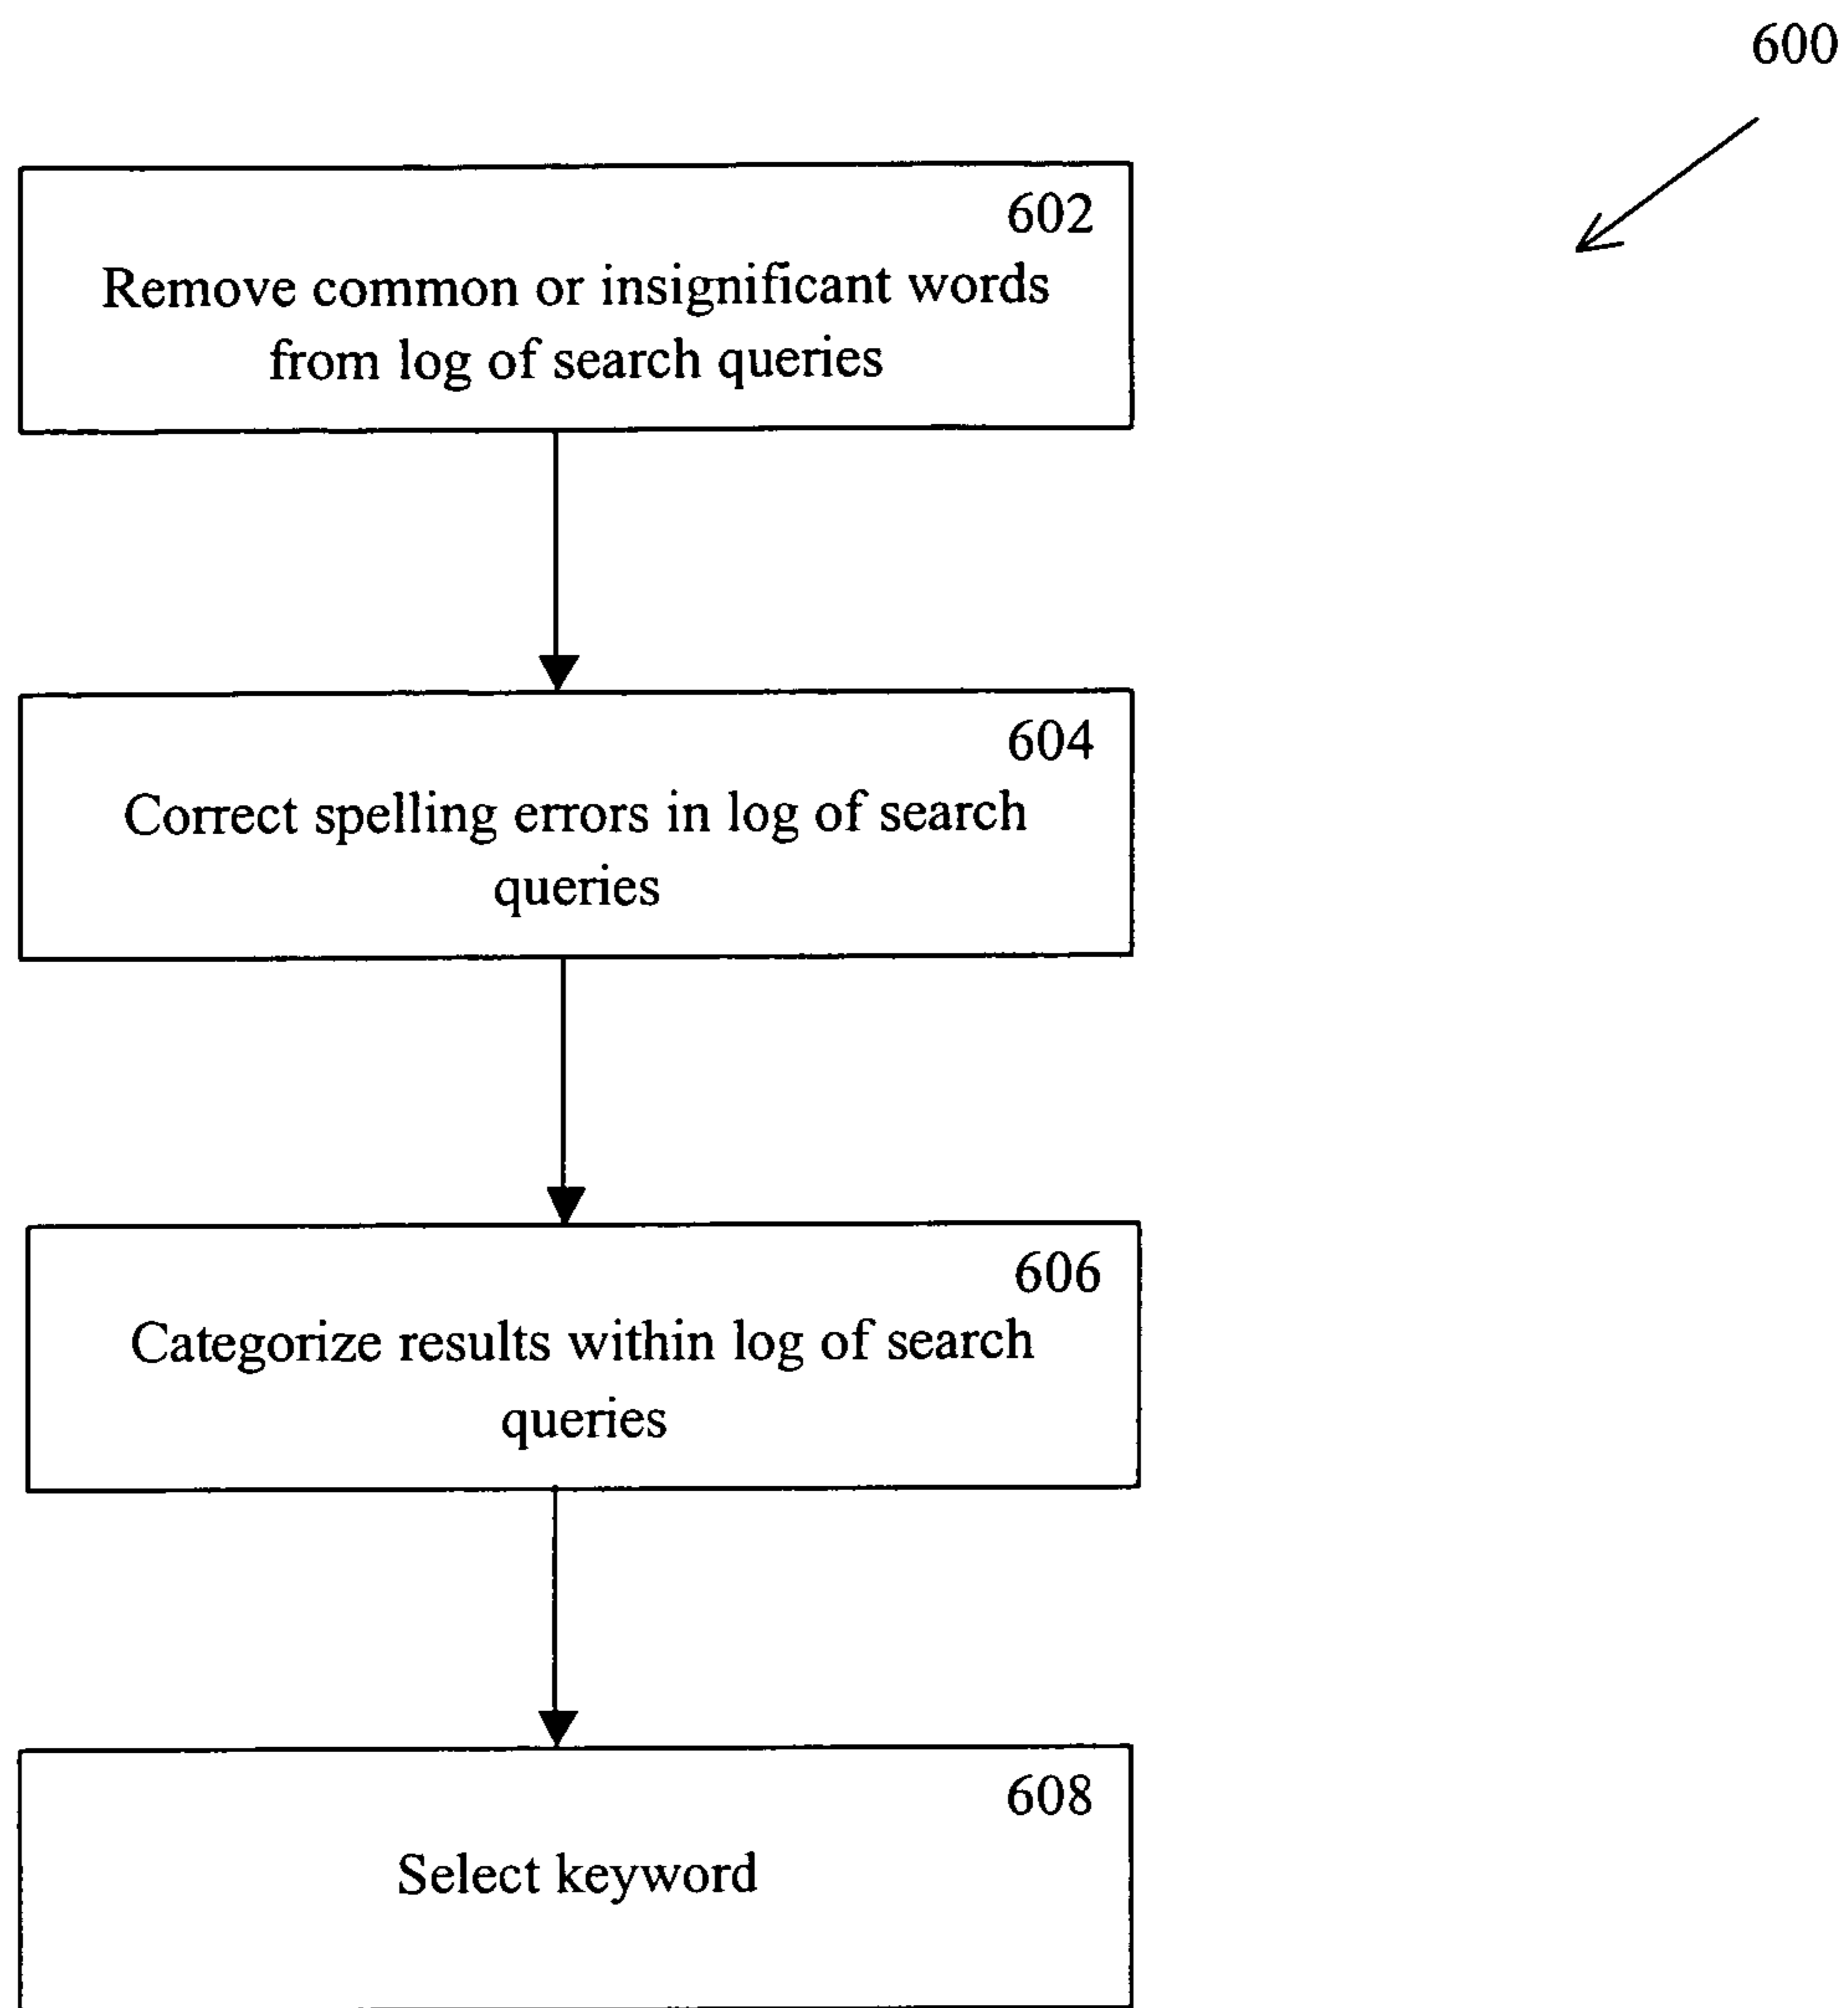 600
602
Remove common or insignificant words
from log of search queries
604
Correct spelling errors in log of search
queries
606
Categorize results within log of search
queries
608
Select keyword